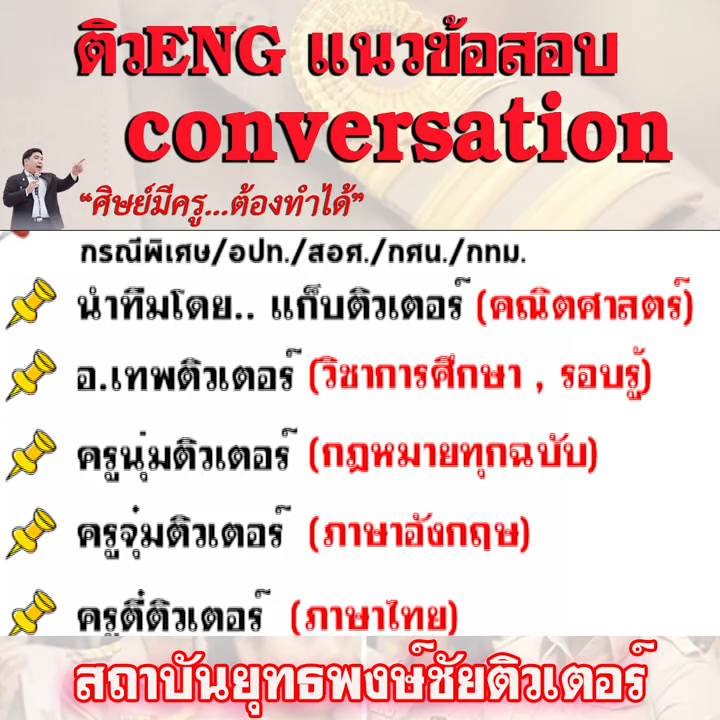 ติวENG แนวข้อสอบ
conversation
“ศิษย์มีครู...ต้องทำได้”
กรณีพิเศษ/อปท./สอศ./กศน./กทม.
นำทีมโดย.. แก๊บติวเตอร์ (คณิตศาสตร์)
อ.เทพติวเตอร์ (วิชาการศึกษา , รอบรู้)
ครูนุ่มติวเตอร์ (กฎหมายทุกฉบับ)
ครูจุ๋มติวเตอร์ (ภาษาอังกฤษ)
ครูตี๋ติวเตอร์ (ภาษาไทย)
สถาบันยุทธพงษ์ชัยติวเตอร์